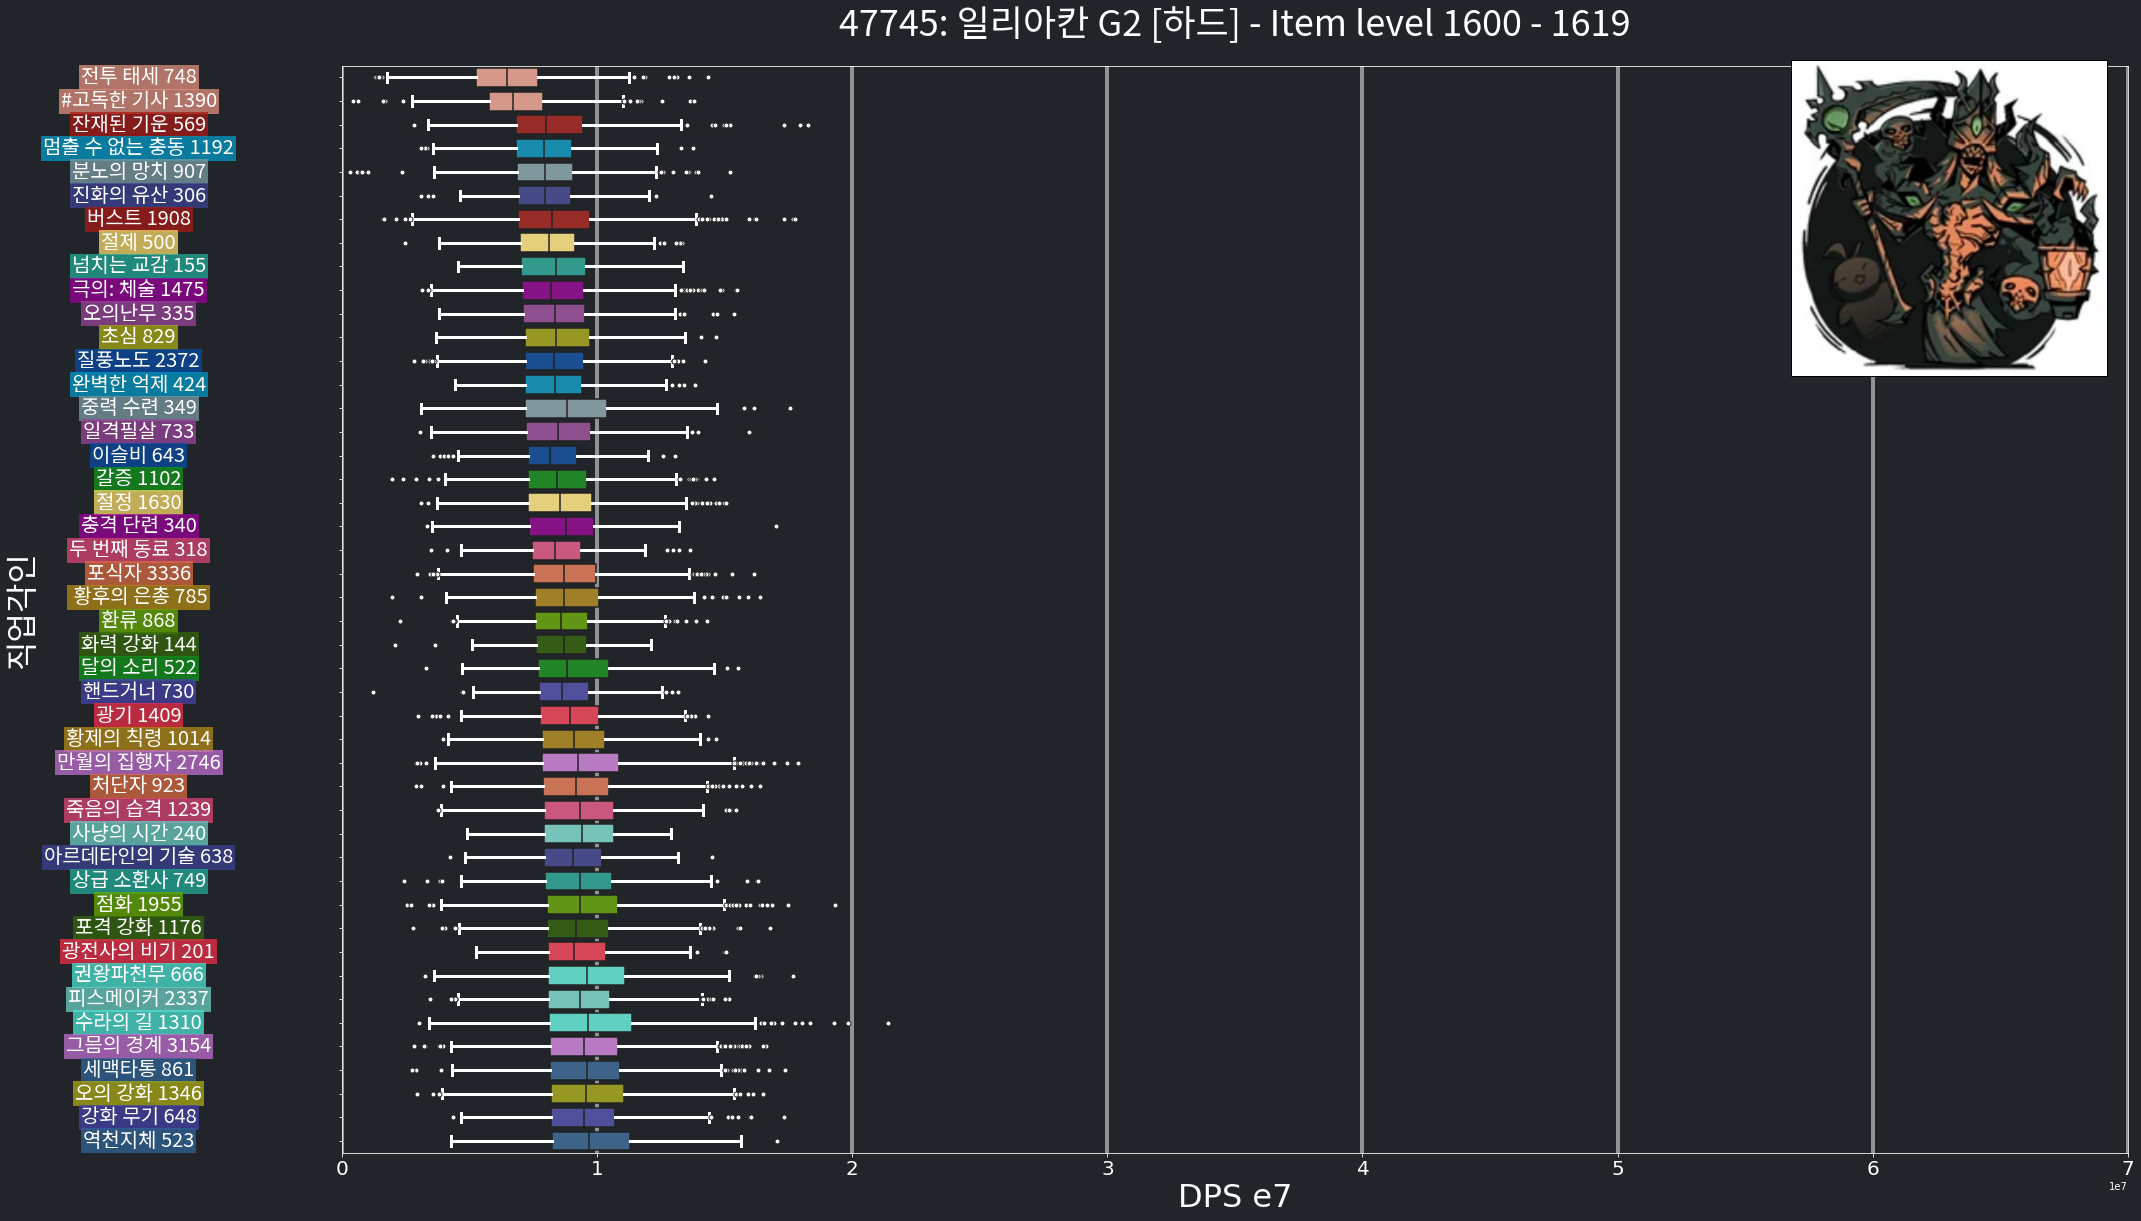 47745: 일리아칸 G2 [하드] - Item level 1600 - 1619
전투 태세 748
#고독한 기사 1390
잔재된 기운 569
멈출 수 없는 충동 1192
분노의 망치 907
진화의 유산 306
버스트 1908
절제 500
넘치는 교감 155
극의: 체술 1475
오의난무 335
초심 829
질풍노도 2372
완벽한 억제 424
중력 수련 349
일격필살 733
이슬비 643
갈증 1102
절정 1630
충격 단련 340
두 번째 동료 318
포식자 3336
황후의 은총 785
환류 868
화력 강화 144
달의 소리 522
핸드거너 730
광기 1409
황제의 칙령 1014
만월의 집행자 2746
처단자 923
죽음의 습격 1239
사냥의 시간 240
아르데타인의 기술 638
상급 소환사 749
점화 1955
포격 강화 1176
광전사의 비기 201
권왕파천무 666
피스메이커 2337
수라의 길 1310
그믐의 경계 3154
세맥타통 861
오의 강화 1346
강화 무기 648
역천지체 523
직업각인
0 1 2 3 4 5 6 7
DPS e7
1e7